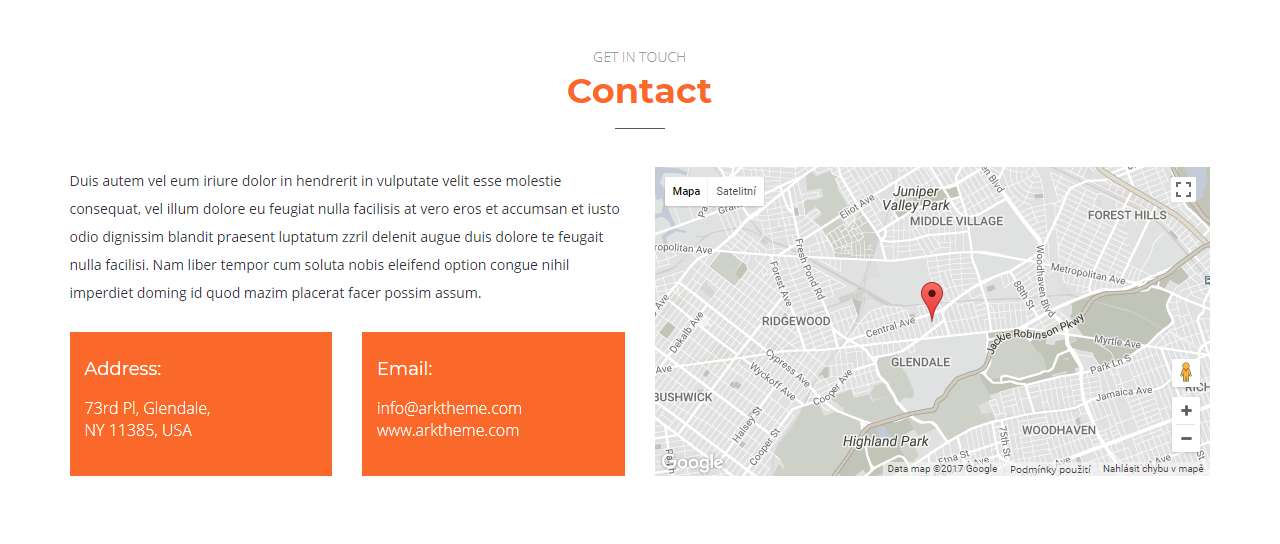 GET IN TOUCH
Contact
Duis autem vel eum iriure dolor in hendrerit in vulputate velit esse molestie
consequat, vel illum dolore eu feugiat nulla facilisis at vero eros et accumsan et iusto
odio dignissim blandit praesent luptatum zzril delenit augue duis dolore te feugait
nulla facilisi. Nam liber tempor cum soluta nobis eleifend option congue nihil
imperdiet doming id quod mazim placerat facer possim assum.
Address:
73rd Pl, Glendale,
NY 11385, USA
Email:
info@arktheme.com
www.arktheme.com
Mapa
Satelitní
Juniper
Valley Park
Eliot Ave
MIDDLE VILLAGE
FOREST HILLS
ropolitan Ave
Fresh Pond Rd
Forest Ave
Woodhaven Blvd
Metropolitan Ave
88th St
RIDGEWOOD
Central Ave
Jackie Robinson Pkwy
Dekalb Ave
Myrtle Ave
GLENDALE
Park Ln S
Cypress Ave
Wyckoff Ave
Cooper Ave
Jamaica Ave
RICH
BUSHWICK
Halsey St
Cooper St
Highland Park
75th St
WOODHAVEN
Etna St
Google
Data map ©2017 Google
Podmínky použití
Nahlásit chybu v mapě